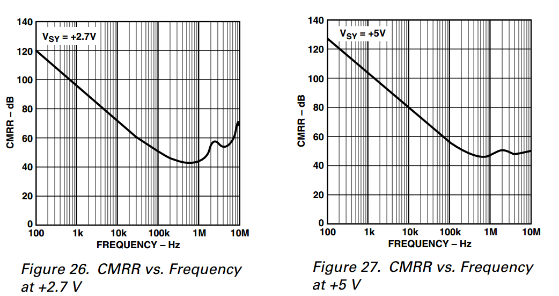 140
VSY = +2.7V
120
100
80
60
40
20
0
CMRR – dB
100 1k 10k 100k 1M 10M
FREQUENCY – Hz
Figure 26. CMRR vs. Frequency
at +2.7 V
140
VSY = +5V
120
100
80
60
40
20
0
CMRR – dB
100 1k 10k 100k 1M 10M
FREQUENCY – Hz
Figure 27. CMRR vs. Frequency
at +5 V